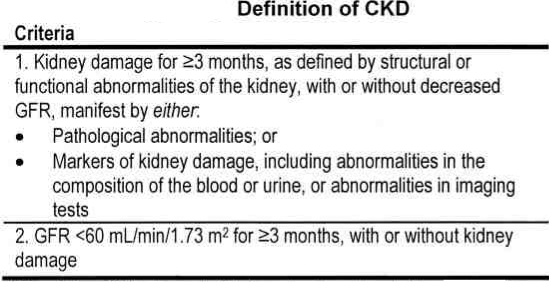 Definition of CKD
Criteria
1. Kidney damage for ≥3 months, as defined by structural or
functional abnormalities of the kidney, with or without decreased
GFR, manifest by either:
• Pathological abnormalities; or
• Markers of kidney damage, including abnormalities in the
composition of the blood or urine, or abnormalities in imaging
tests
2. GFR <60 mL/min/1.73 m² for ≥3 months, with or without kidney
damage